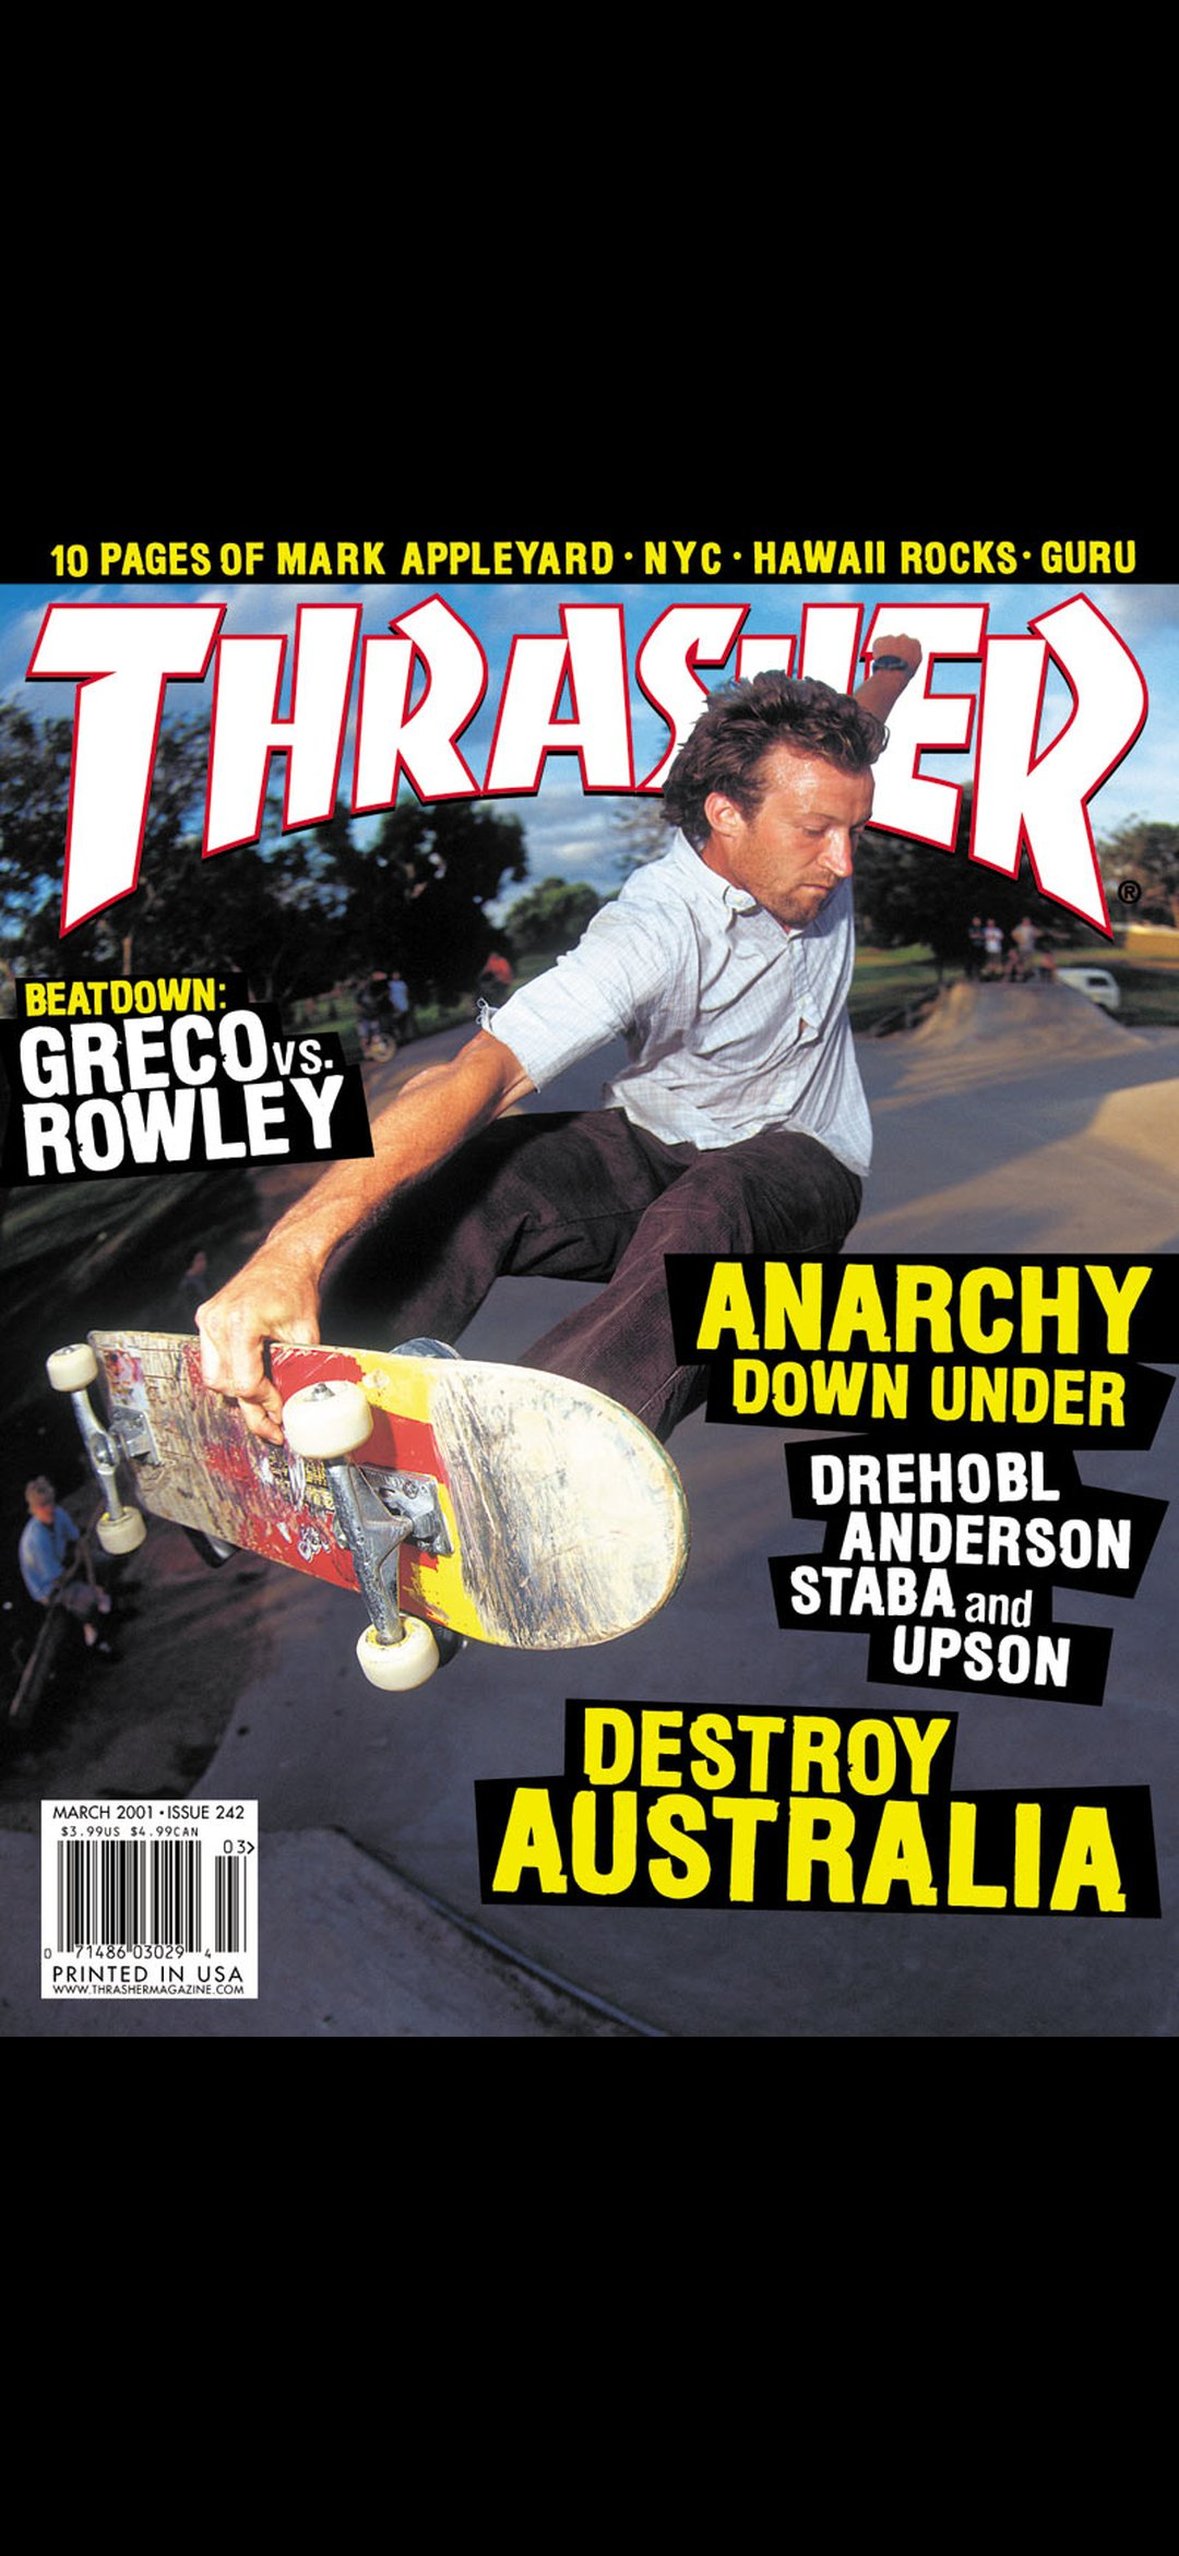 10 PAGES OF MARK APPLEYARD · NYC · HAWAII ROCKS · GURU
THRASHER
®
BEATDOWN:
GRECO VS.
ROWLEY
ANARCHY
DOWN UNDER
DREHOBL
ANDERSON
STABA and
UPSON
DESTROY
AUSTRALIA
MARCH 2001 • ISSUE 242
$3.99US $4.99CAN
03>
0 71486 03029 4
PRINTED IN USA
WWW.THRASHERMAGAZINE.COM